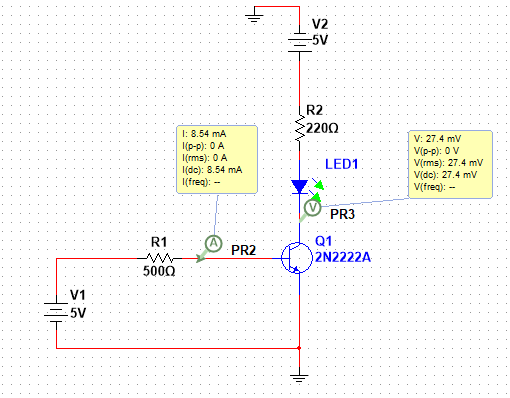 V2
5V
R2
220Ω
I: 8.54 mA
I(p-p): 0 A
I(rms): 0 A
I(dc): 8.54 mA
I(freq): --
V: 27.4 mV
V(p-p): 0 V
V(rms): 27.4 mV
V(dc): 27.4 mV
V(freq): --
LED1
V
PR3
R1
500Ω
A
PR2
Q1
2N2222A
V1
5V